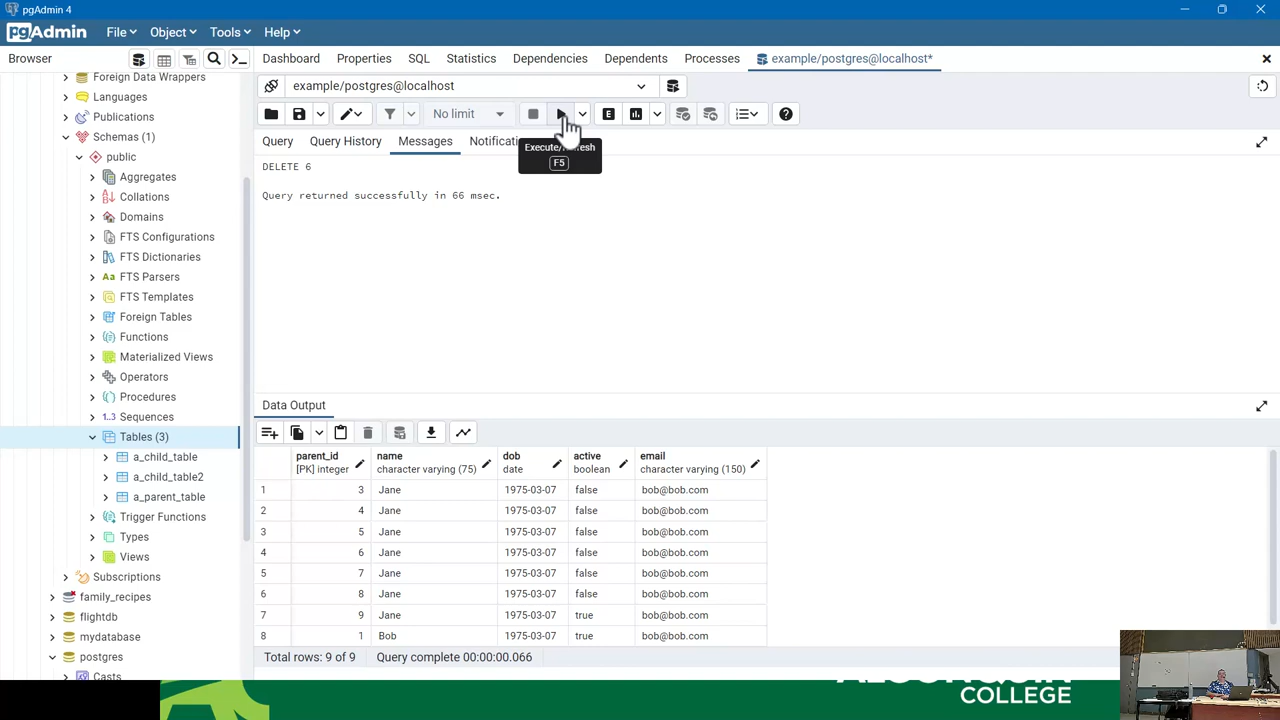 pgAdmin 4
pgAdmin File Object Tools Help
Browser Dashboard Properties SQL Statistics Dependencies Dependents Processes example/postgres@localhost*
Foreign Data Wrappers
Languages
Publications
Schemas (1)
public
Aggregates
Collations
Domains
FTS Configurations
FTS Dictionaries
FTS Parsers
FTS Templates
Foreign Tables
Functions
Materialized Views
Operators
Procedures
Sequences
Tables (3)
a_child_table
a_child_table2
a_parent_table
Trigger Functions
Types
Views
Subscriptions
family_recipes
flightdb
mydatabase
postgres
Casts
example/postgres@localhost
No limit
Query Query History Messages
Execute/Refresh
F5
DELETE 6
Query returned successfully in 66 msec.
Data Output
parent_id name dob active email
[PK] integer character varying (75) date boolean character varying (150)
1 3 Jane 1975-03-07 false bob@bob.com
2 4 Jane 1975-03-07 false bob@bob.com
3 5 Jane 1975-03-07 false bob@bob.com
4 6 Jane 1975-03-07 false bob@bob.com
5 7 Jane 1975-03-07 false bob@bob.com
6 8 Jane 1975-03-07 false bob@bob.com
7 9 Jane 1975-03-07 true bob@bob.com
8 1 Bob 1975-03-07 true bob@bob.com
Total rows: 9 of 9 Query complete 00:00:00.066
COLLEGE